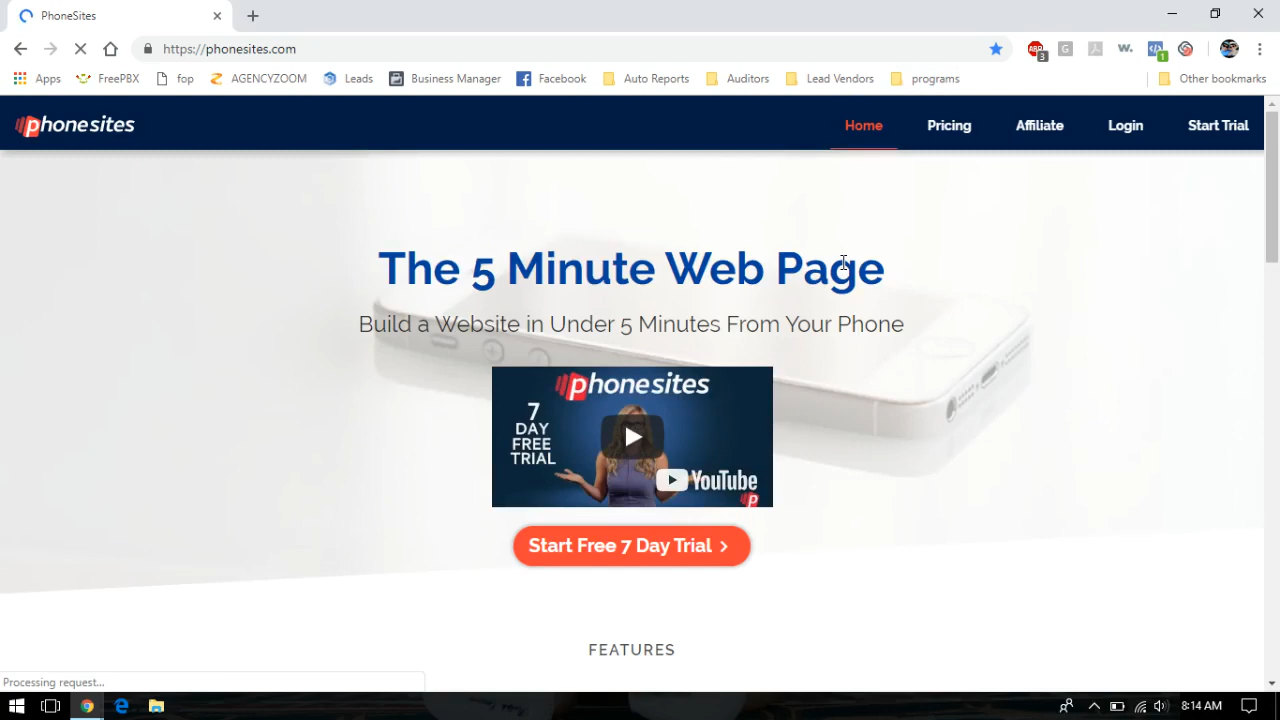 PhoneSites
https://phonesites.com
ABP
3
G
w.
1
Apps FreePBX fop AGENCYZOOM Leads Business Manager Facebook Auto Reports Auditors Lead Vendors programs Other bookmarks
phonesites Home Pricing Affiliate Login Start Trial
The 5 Minute Web Page
Build a Website in Under 5 Minutes From Your Phone
phonesites
7
DAY
FREE
TRIAL
YouTube
p
Start Free 7 Day Trial
FEATURES
Processing request...
8:14 AM